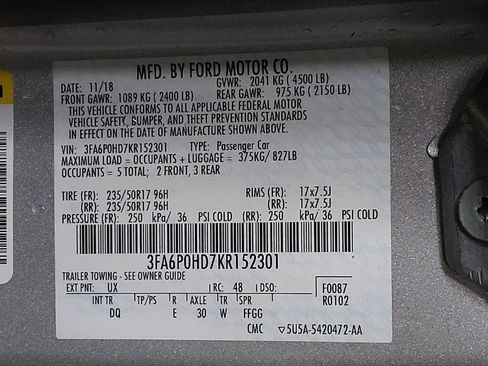 MFD. BY FORD MOTOR CO.
DATE: 11/18 GVWR: 2041 KG ( 4500 LB)
FRONT GAWR: 1089 KG ( 2400 LB) REAR GAWR: 975 KG ( 2150 LB)
THIS VEHICLE CONFORMS TO ALL APPLICABLE FEDERAL MOTOR
VEHICLE SAFETY, BUMPER, AND THEFT PREVENTION STANDARDS
IN EFFECT ON THE DATE OF MANUFACTURE SHOWN ABOVE.
VIN: 3FA6P0HD7KR152301 TYPE: Passenger Car
MAXIMUM LOAD = OCCUPANTS + LUGGAGE = 375KG/ 827LB
OCCUPANTS = 5 TOTAL; 2 FRONT, 3 REAR
TIRE (FR): 235/50R17 96H RIMS (FR): 17x7.5J
(RR): 235/50R17 96H (RR): 17x7.5J
PRESSURE (FR): 250 kPa/ 36 PSI COLD (RR): 250 kPa/ 36 PSI COLD
3FA6P0HD7KR152301
TRAILER TOWING - SEE OWNER GUIDE
EXT PNT: UX RC: 48 DSO: F0087
INT TR TP/PS R AXLE TR SPR R0102
DQ E 30 W FFGG
CMC 5U5A-5420472-AA